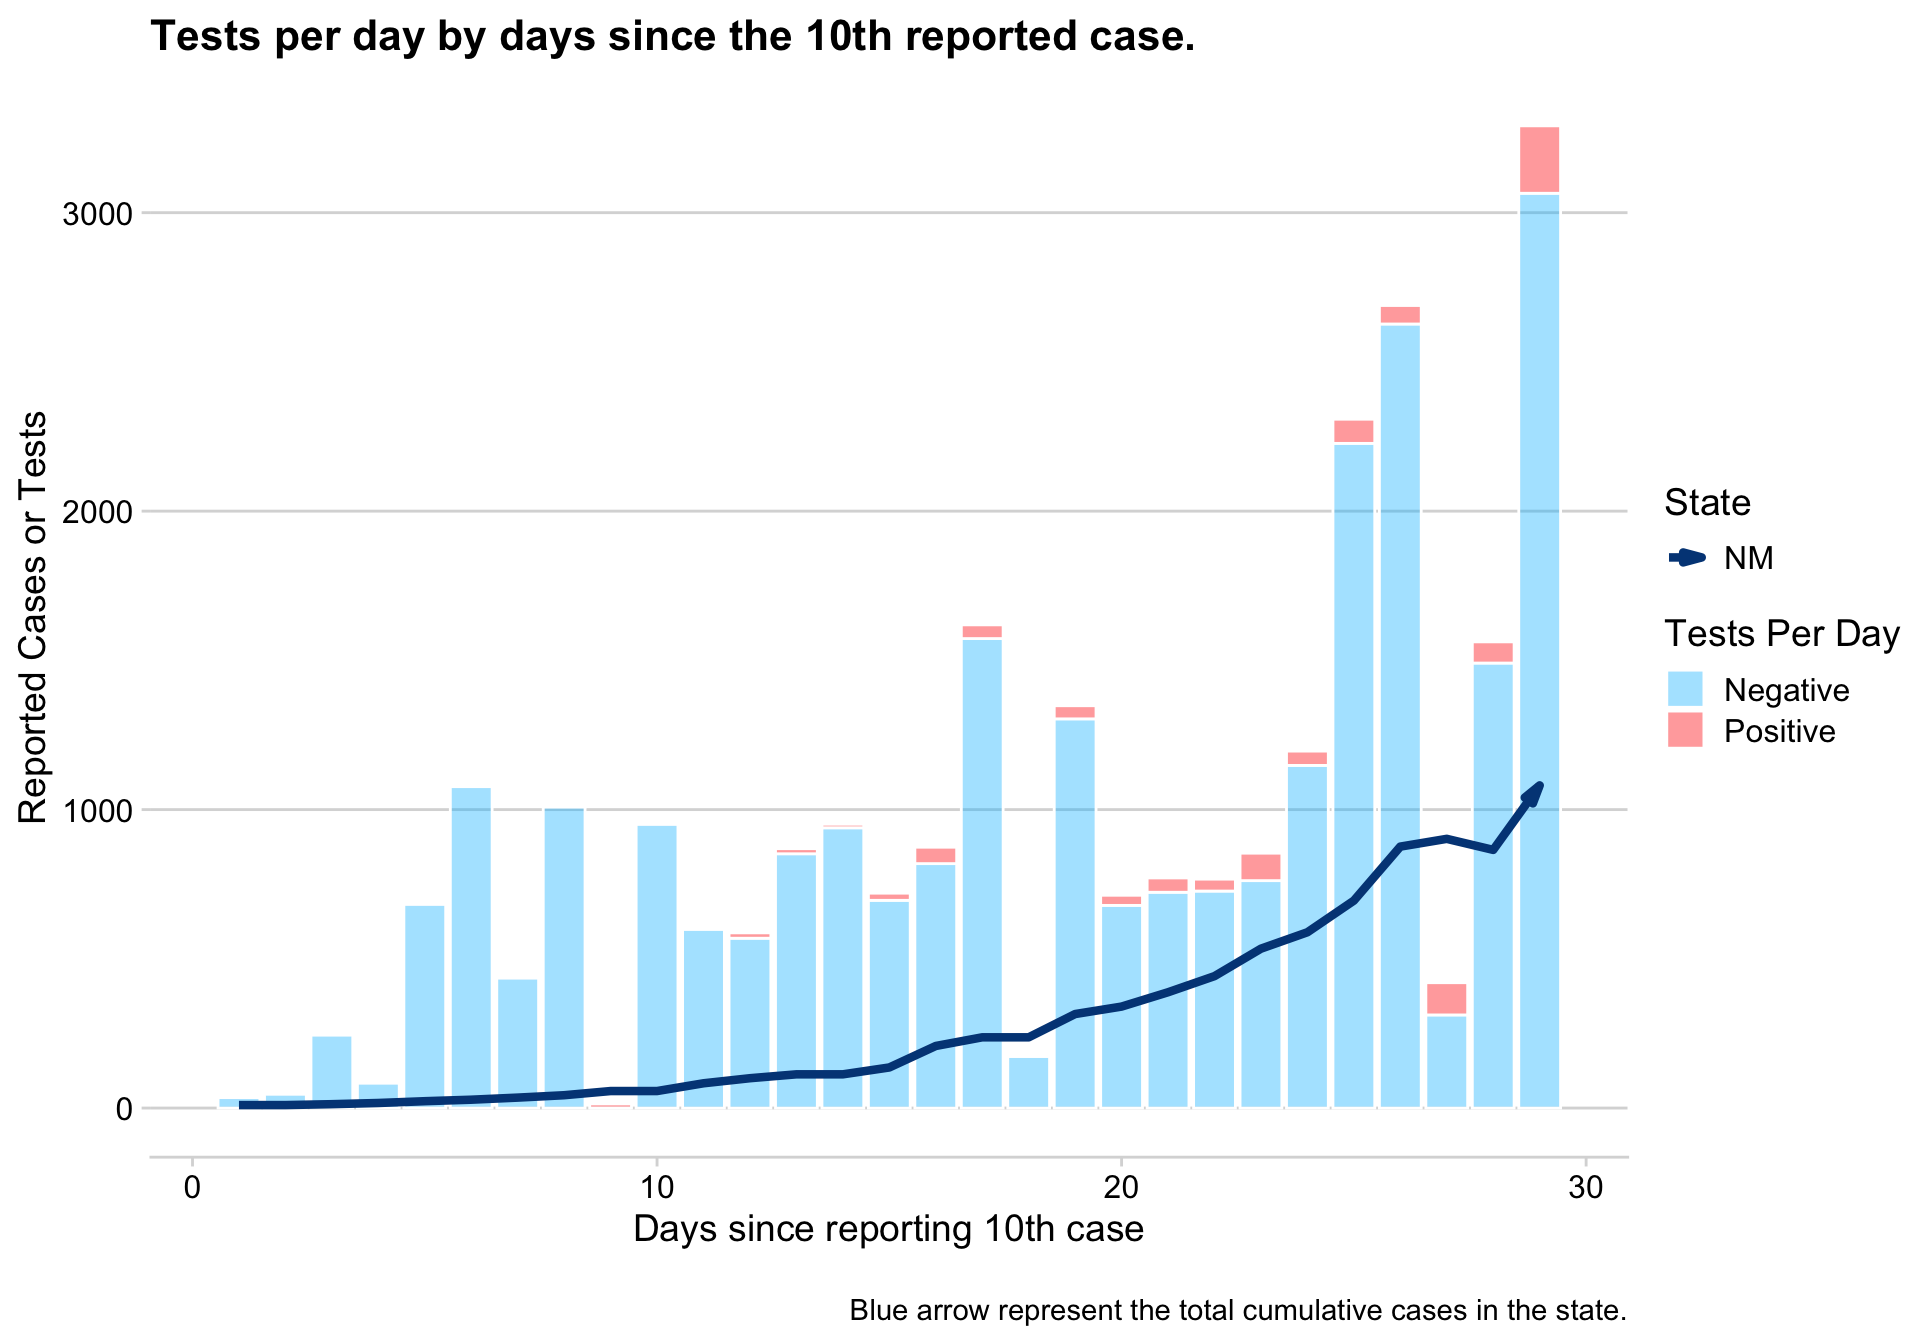 Tests per day by days since the 10th reported case.
Reported Cases or Tests
3000
2000
1000
0
0 10 20 30
Days since reporting 10th case
State
NM
Tests Per Day
Negative
Positive
Blue arrow represent the total cumulative cases in the state.